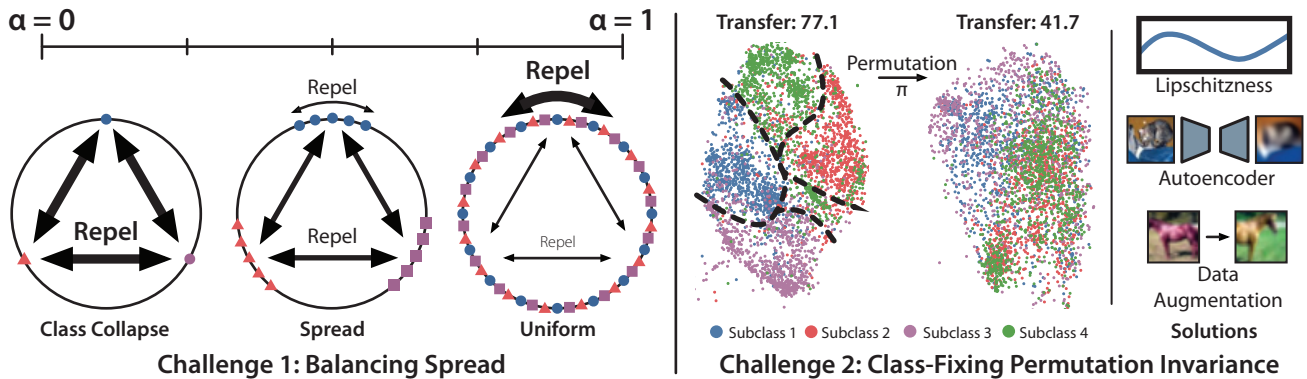 α = 0
α = 1
Repel
Class Collapse
Repel
Repel
Spread
Repel
Repel
Uniform
Challenge 1: Balancing Spread
Transfer: 77.1
Transfer: 41.7
Permutation
π
Subclass 1
Subclass 2
Subclass 3
Subclass 4
Lipschitzness
Autoencoder
Data
Augmentation
Solutions
Challenge 2: Class-Fixing Permutation Invariance